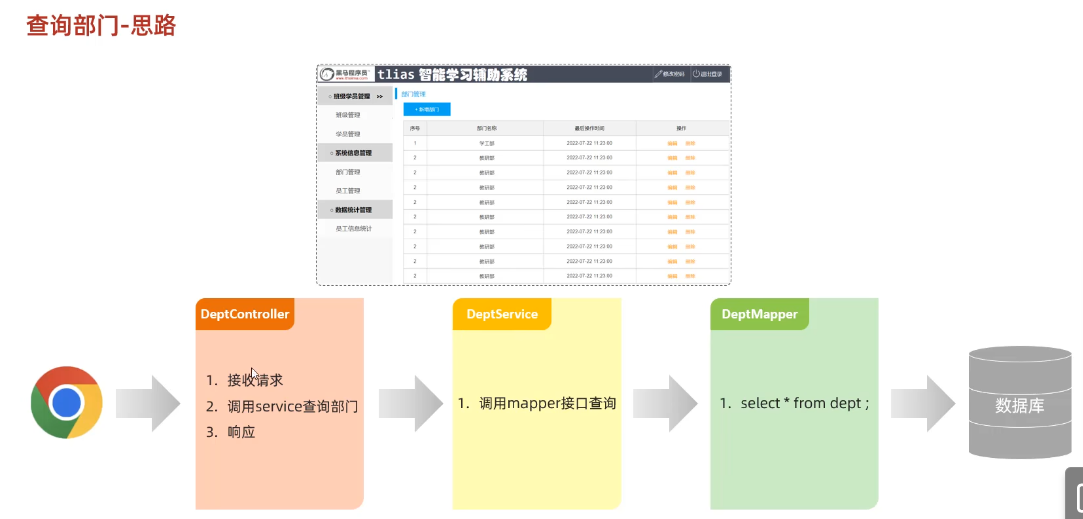 查询部门-思路
黑马程序员
www.itheima.com
tlias 智能学习辅助系统
修改密码
退出登录
班级学员管理 >>
班级管理
学员管理
系统信息管理
部门管理
员工管理
数据统计管理
员工信息统计
部门管理
+ 新增部门
序号 部门名称 最后操作时间 操作
1 学工部 2022-07-22 11:23:00 编辑 删除
2 教研部 2022-07-22 11:23:00 编辑 删除
2 教研部 2022-07-22 11:23:00 编辑 删除
2 教研部 2022-07-22 11:23:00 编辑 删除
2 教研部 2022-07-22 11:23:00 编辑 删除
2 教研部 2022-07-22 11:23:00 编辑 删除
2 教研部 2022-07-22 11:23:00 编辑 删除
2 教研部 2022-07-22 11:23:00 编辑 删除
2 教研部 2022-07-22 11:23:00 编辑 删除
2 教研部 2022-07-22 11:23:00 编辑 删除
DeptController
1. 接收请求
2. 调用service查询部门
3. 响应
DeptService
1. 调用mapper接口查询
DeptMapper
1. select * from dept ;
数据库